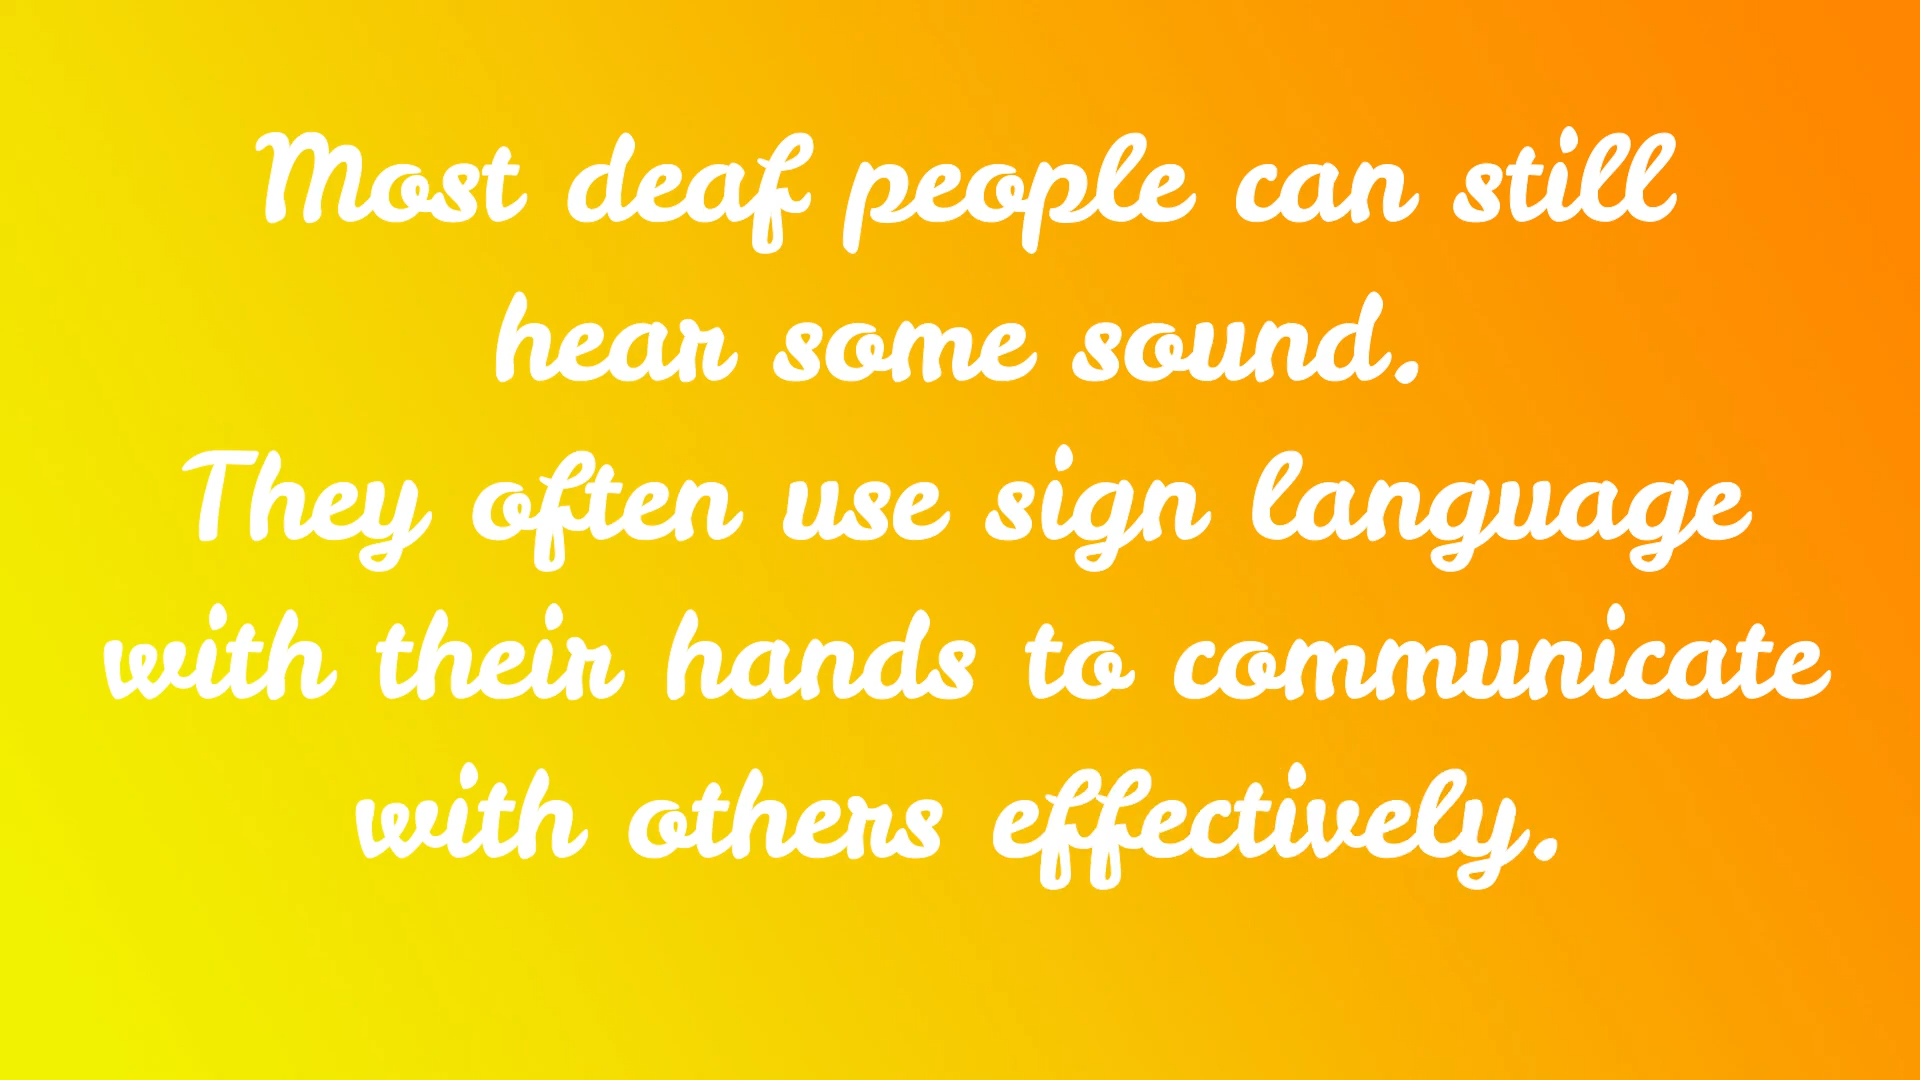 Most deaf people can still
hear some sound.
They often use sign language
with their hands to communicate
with others effectively.